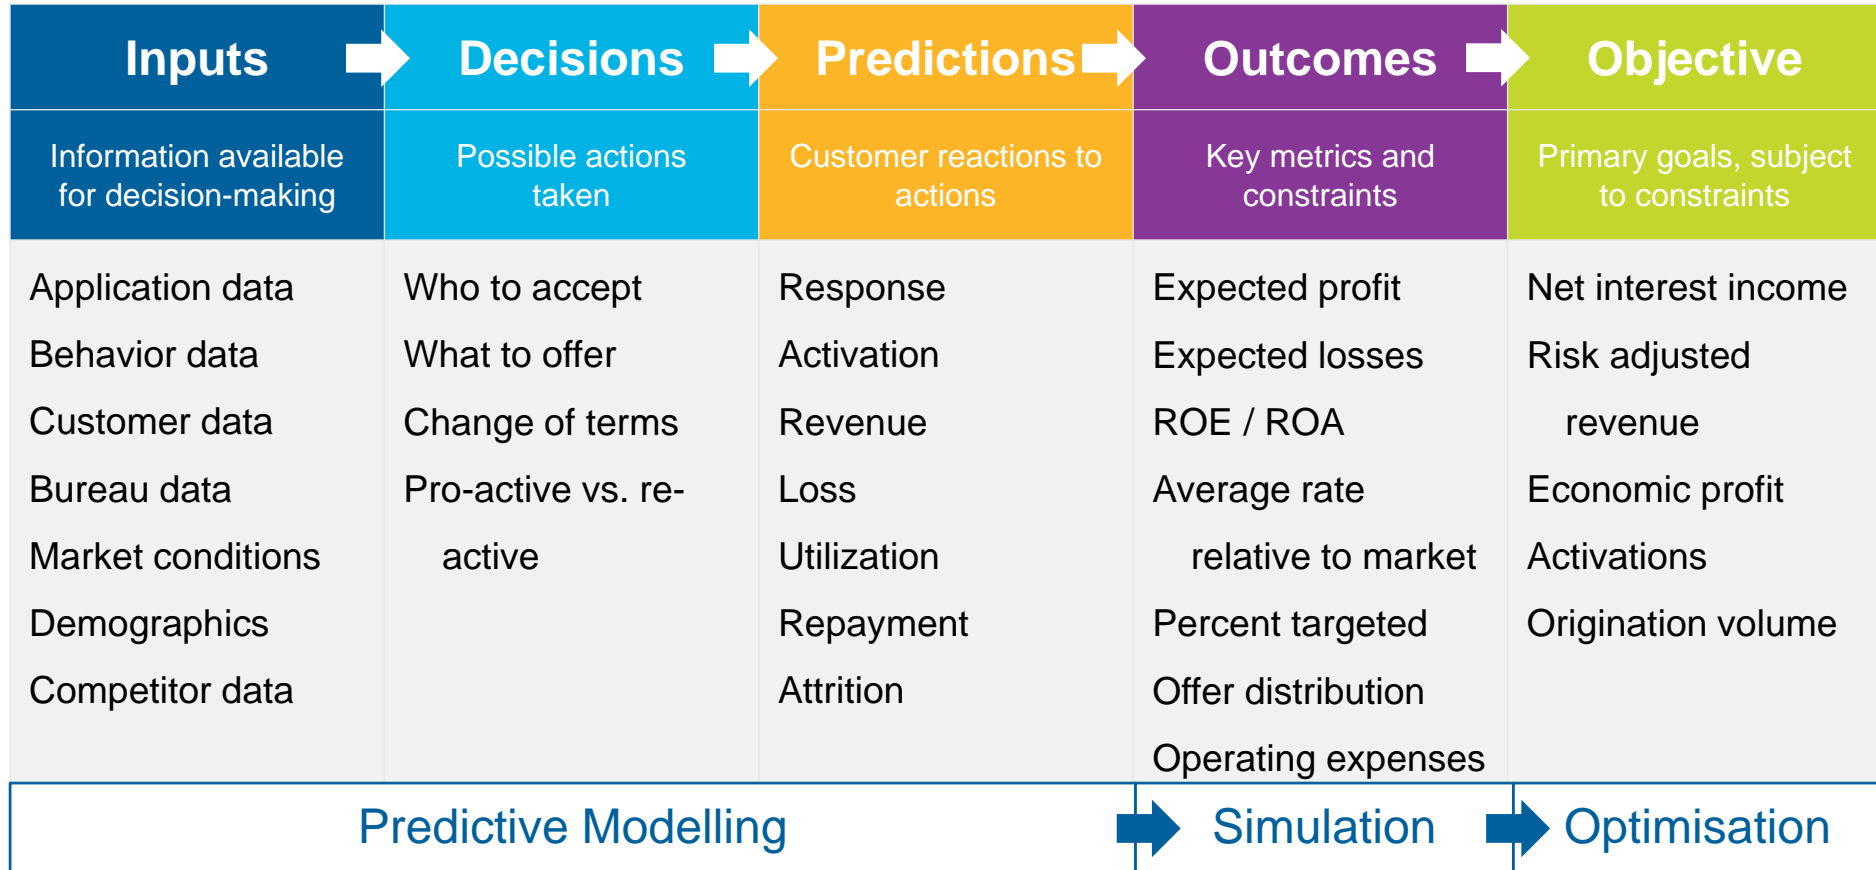 Inputs
Decisions
Predictions
Outcomes
Objective
Information available
for decision-making
Possible actions
taken
Customer reactions to
actions
Key metrics and
constraints
Primary goals, subject
to constraints
Application data
Behavior data
Customer data
Bureau data
Market conditions
Demographics
Competitor data
Who to accept
What to offer
Change of terms
Pro-active vs. re-
active
Response
Activation
Revenue
Loss
Utilization
Repayment
Attrition
Expected profit
Expected losses
ROE / ROA
Average rate
relative to market
Percent targeted
Offer distribution
Operating expenses
Net interest income
Risk adjusted
revenue
Economic profit
Activations
Origination volume
Predictive Modelling
Simulation
Optimisation